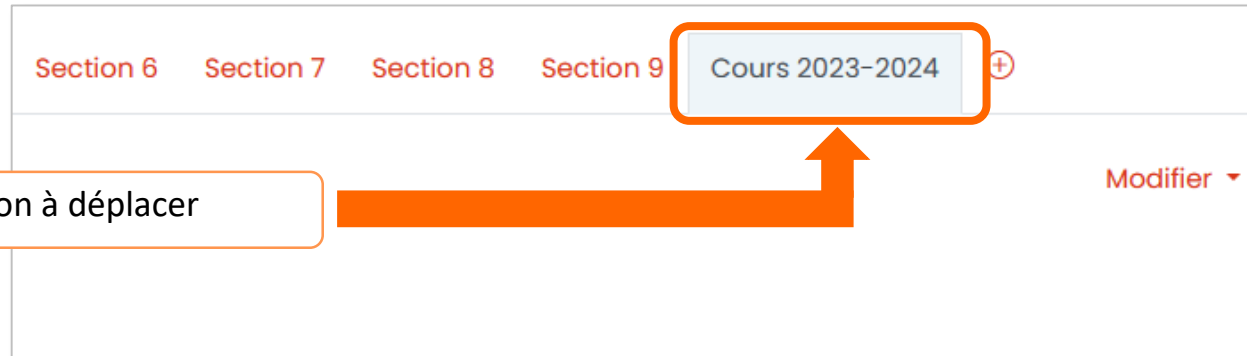 Section 6 Section 7 Section 8 Section 9 Cours 2023-2024
Modifier
on à déplacer